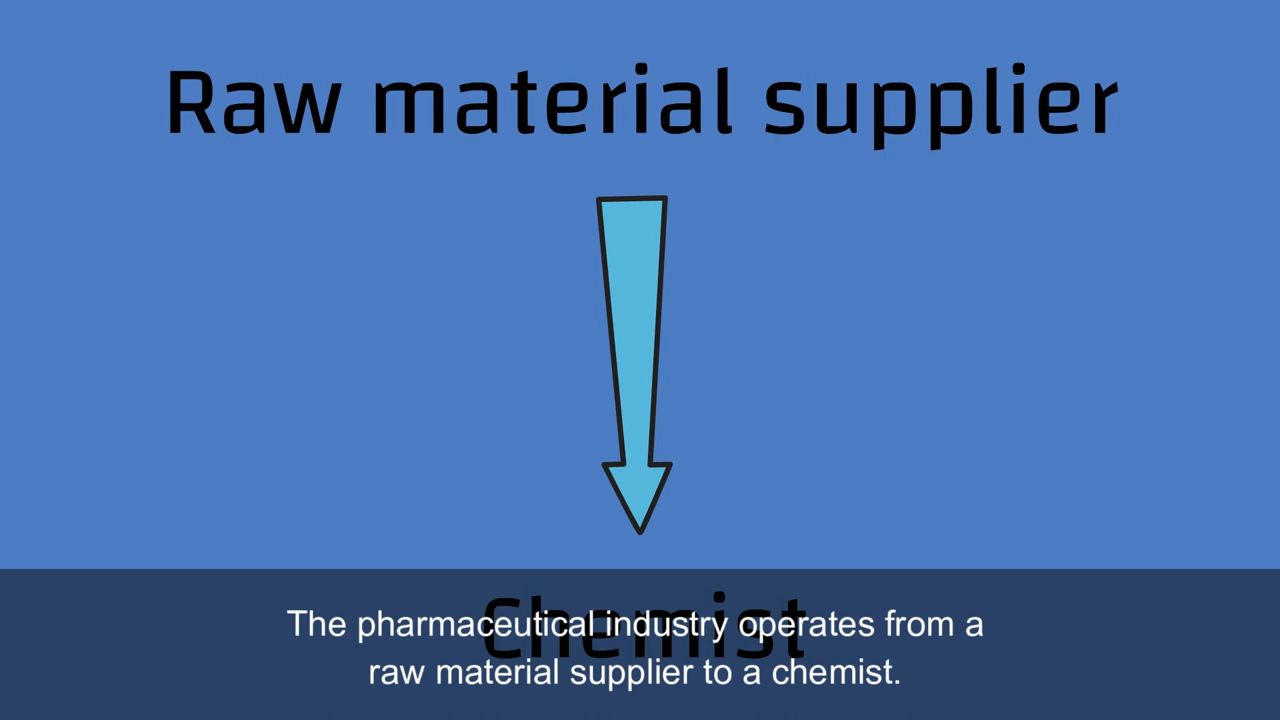 Raw material supplier
Chemist
The pharmaceutical industry operates from a
raw material supplier to a chemist.